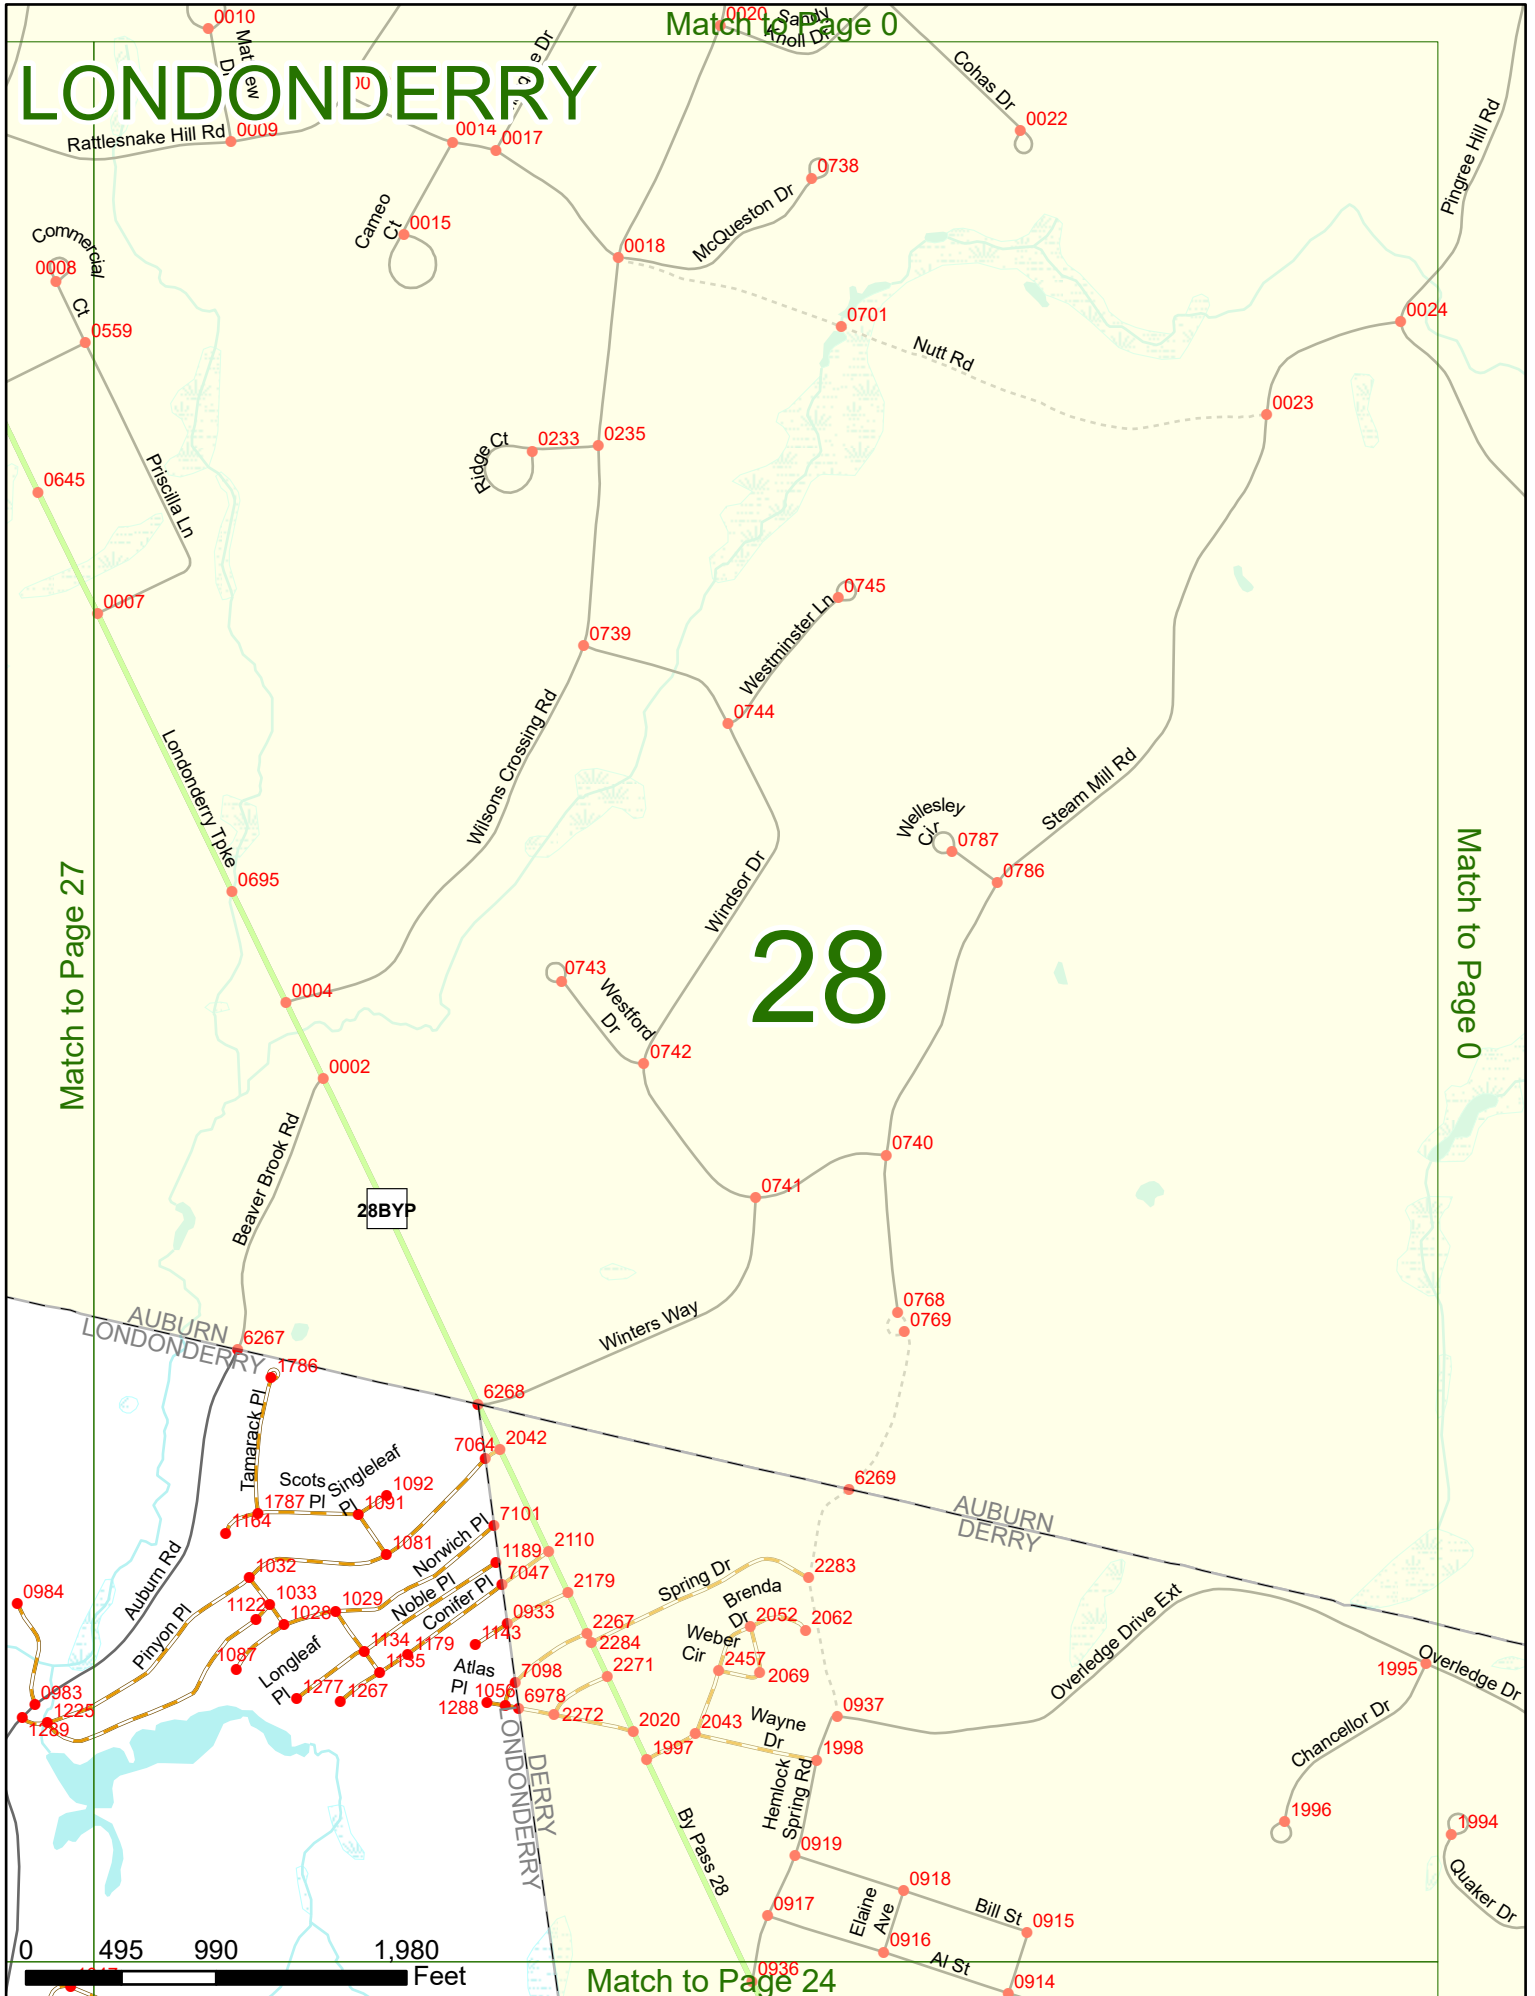 0010
0020
Sandy
Knoll Dr
Match to Page 0
LONDONDERRY
Cohas Dr
0022
Rattlesnake Hill Rd
0009
0014
0017
0738
Pingree Hill Rd
McQueston Dr
Cameo
Ct
0015
Commercial
Ct
0008
0018
0559
0701
Nutt Rd
0024
0023
Ridge Ct
0233
0235
0645
Priscilla Ln
0007
0745
Westminster Ln
0739
0744
Wilsons Crossing Rd
Londonderry Tpke
Steam Mill Rd
Wellesley
Cir
0787
0786
Match to Page 27
Match to Page 0
0695
Windsor Dr
28
0743
Westford
Dr
0004
0742
0002
Beaver Brook Rd
0740
0741
28BYP
0768
0769
Winters Way
AUBURN
LONDONDERRY
6267
1786
6268
Tamarack Pl
7064
2042
Scots
Pl
Singleleaf
Pl
1092
1091
1787
1164
6269
AUBURN
DERRY
7101
1081
Norwich Pl
2110
1189
1032
Auburn Rd
7047
2179
Spring Dr
2283
Brenda
Dr
0984
1033
1122
1028
1029
Noble Pl
Conifer Pl
0933
2267
2052
2062
Overledge Drive Ext
Pinyon Pl
1143
2284
Weber
Cir
1134
1179
1135
1087
Longleaf
Pl
Atlas
Pl
7098
2271
2457
2069
1995
Overledge Dr
1277
1267
1288
1056
6978
2272
0983
1225
1289
2020
2043
Wayne
Dr
0937
1997
1998
Chancellor Dr
DERRY
LONDONDERRY
Hemlock
Spring Rd
By Pass 28
1996
1994
0919
0918
Quaker Dr
0917
Elaine
Ave
Bill St
0915
0916
Al St
0 495 990 1,980
Feet
0936
0914
Match to Page 24